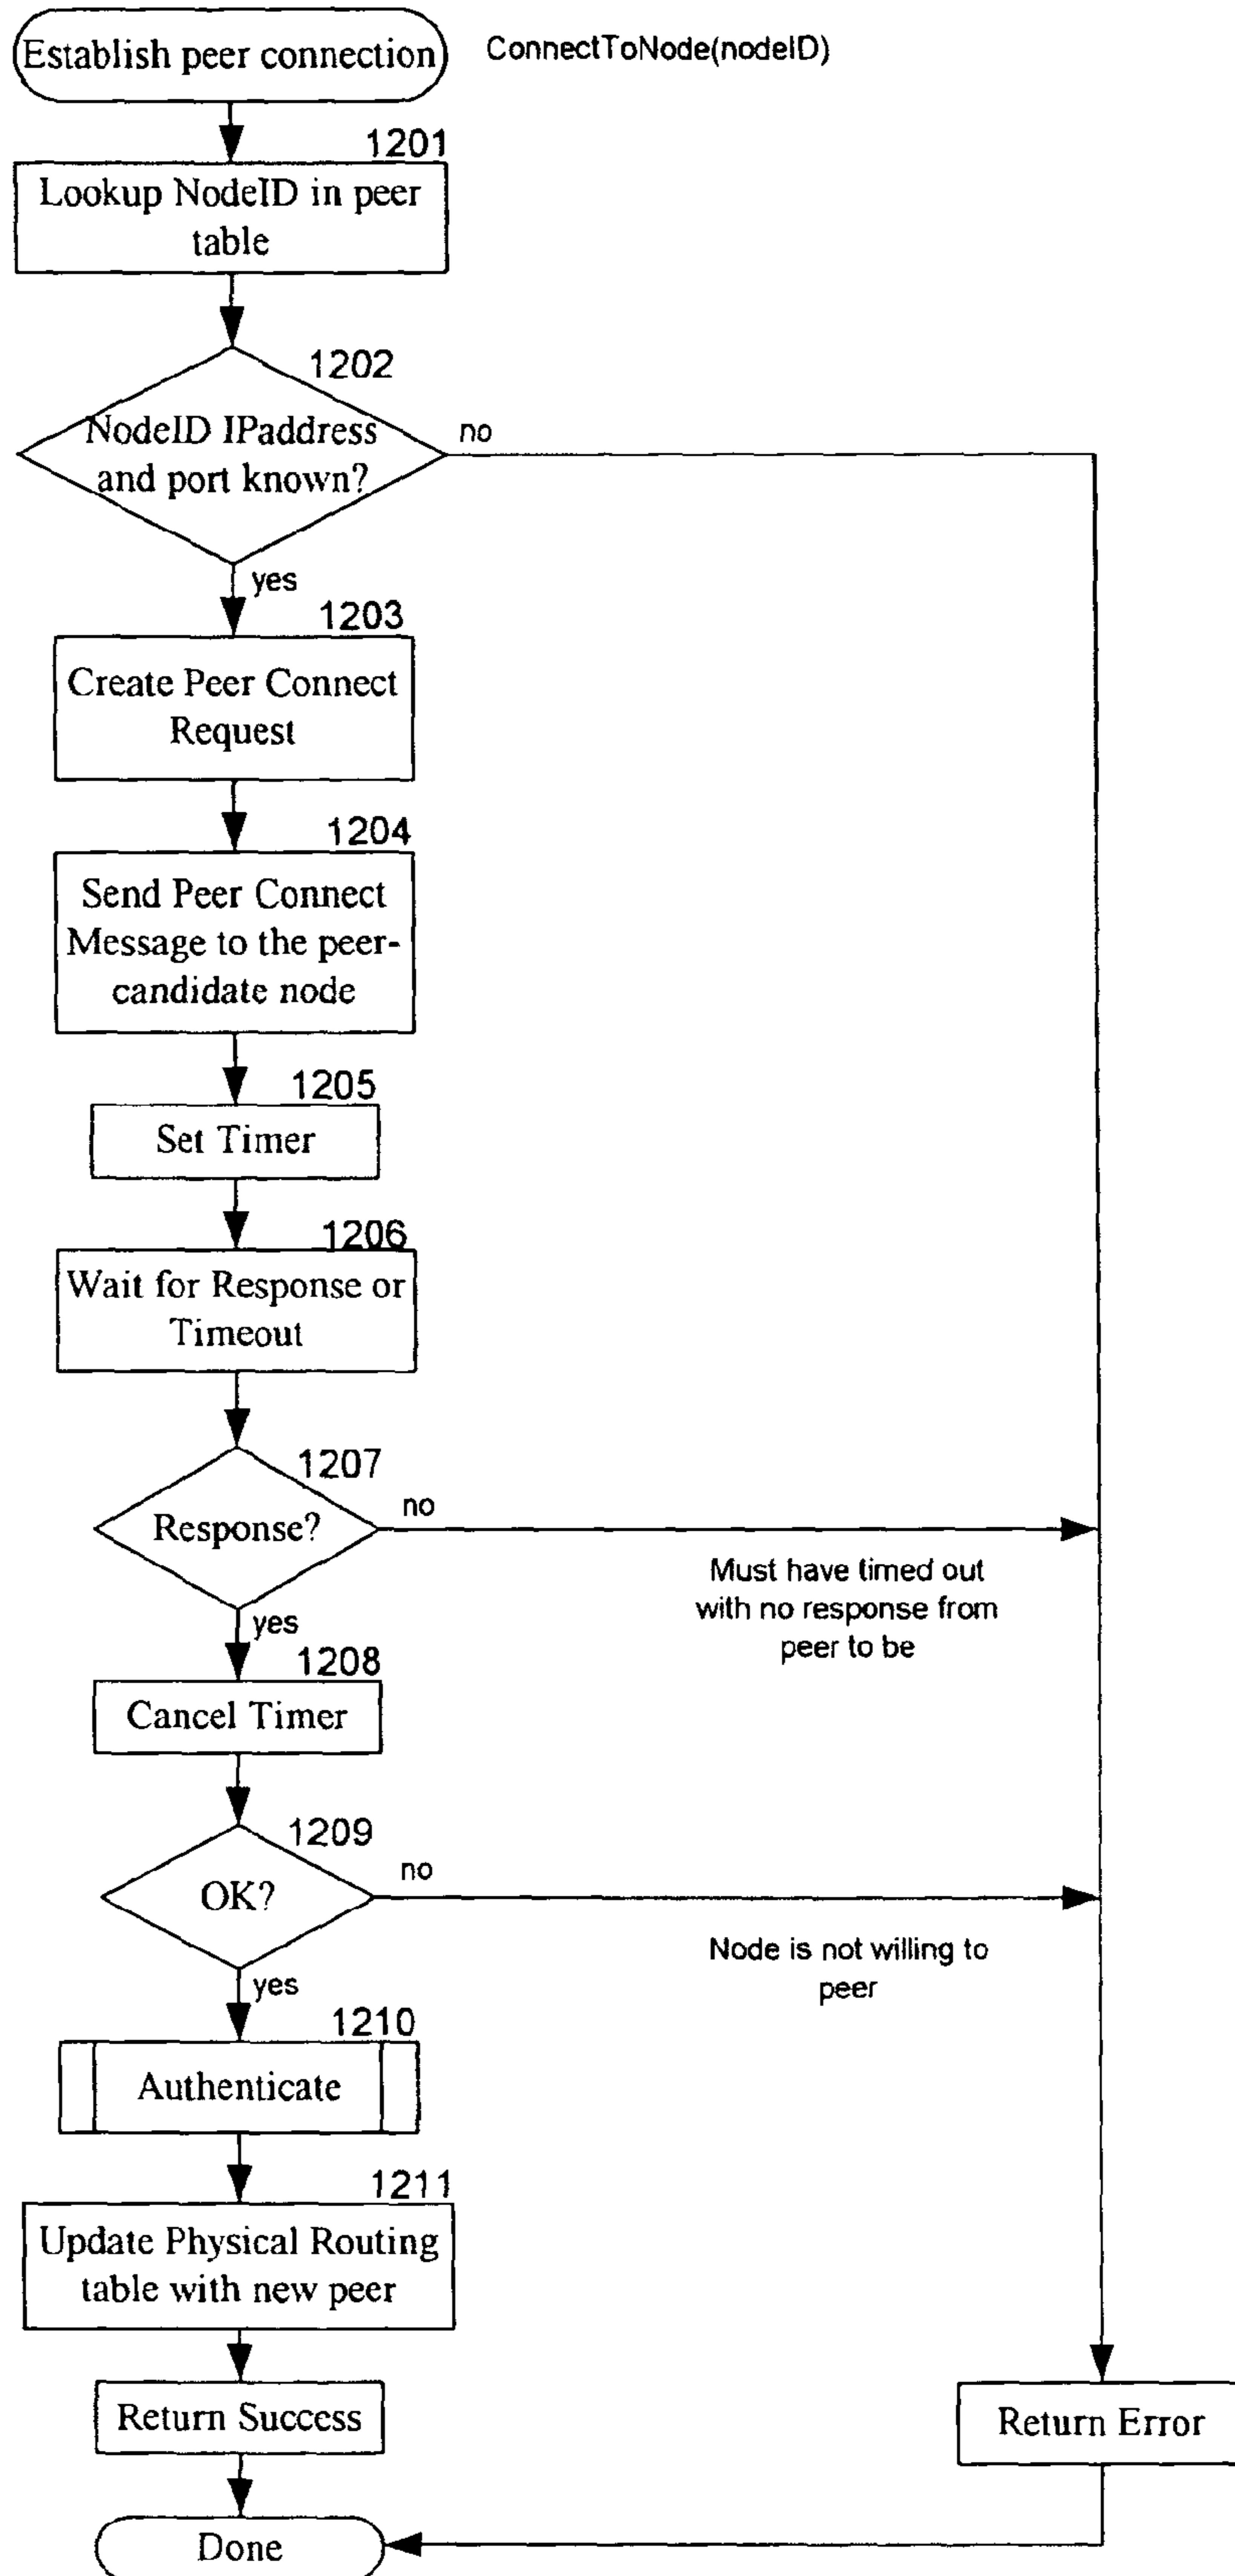 Establish peer connection
ConnectToNode(nodeID)
1201
Lookup NodeID in peer
table
1202
NodeID IPaddress
and port known?
no
yes
1203
Create Peer Connect
Request
1204
Send Peer Connect
Message to the peer-
candidate node
1205
Set Timer
1206
Wait for Response or
Timeout
1207
Response?
no
Must have timed out
with no response from
peer to be
yes
1208
Cancel Timer
1209
OK?
no
Node is not willing to
peer
yes
1210
Authenticate
1211
Update Physical Routing
table with new peer
Return Success
Return Error
Done